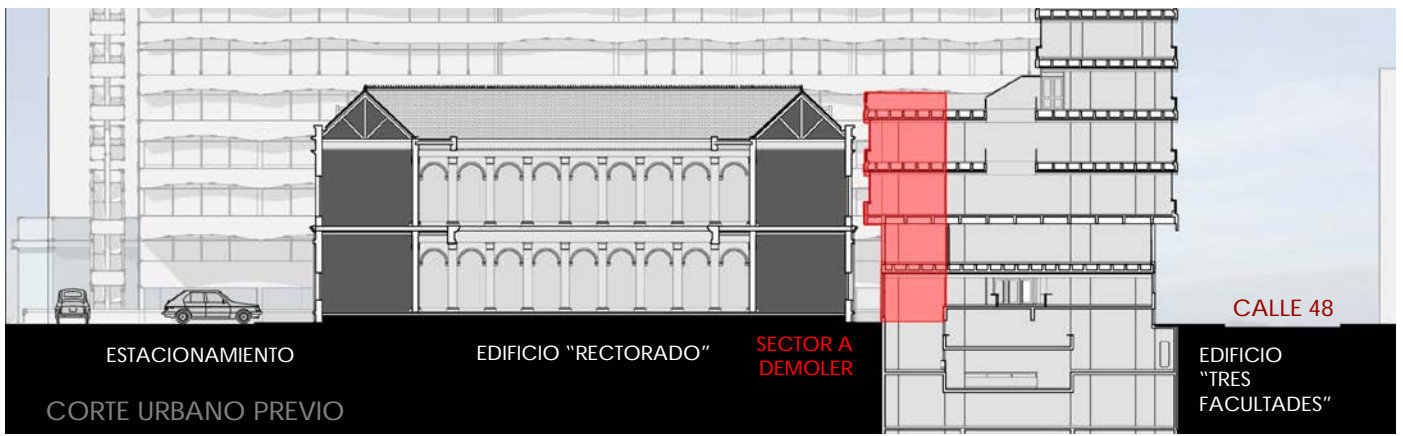 CALLE 48
ESTACIONAMIENTO
EDIFICIO “RECTORADO”
SECTOR A
DEMOLER
EDIFICIO
“TRES
FACULTADES”
CORTE URBANO PREVIO